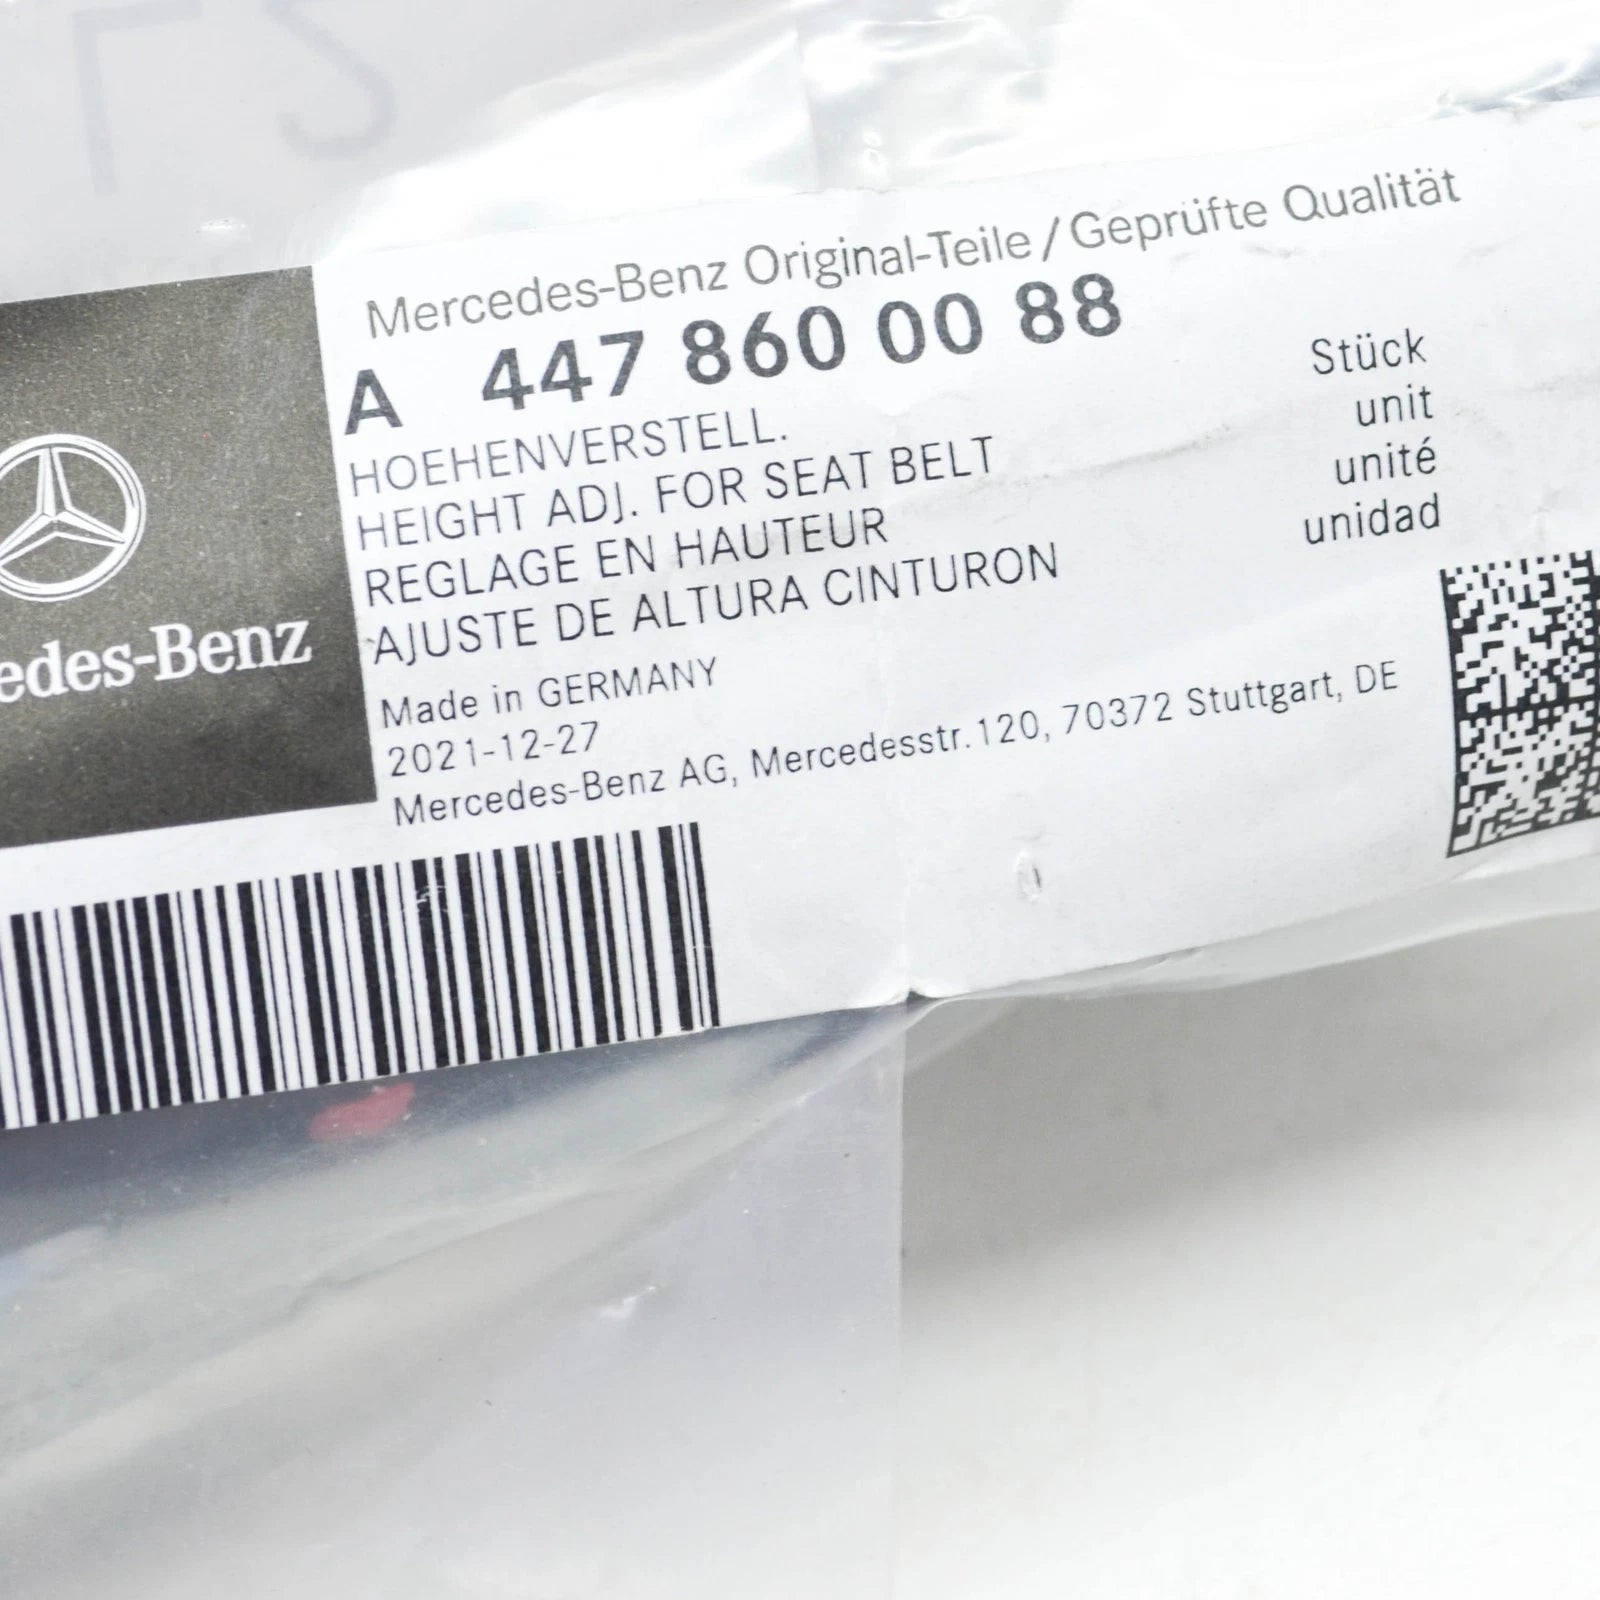 Mercedes-Benz Original-Teile / Geprüfte Qualität
A 447 860 00 88
HOEHENVERSTELL.
HEIGHT ADJ. FOR SEAT BELT
REGLAGE EN HAUTEUR
AJUSTE DE ALTURA CINTURON
Stück
unit
unité
unidad
Made in GERMANY
2021-12-27
Mercedes-Benz AG, Mercedesstr.120, 70372 Stuttgart, DE
edes-Benz